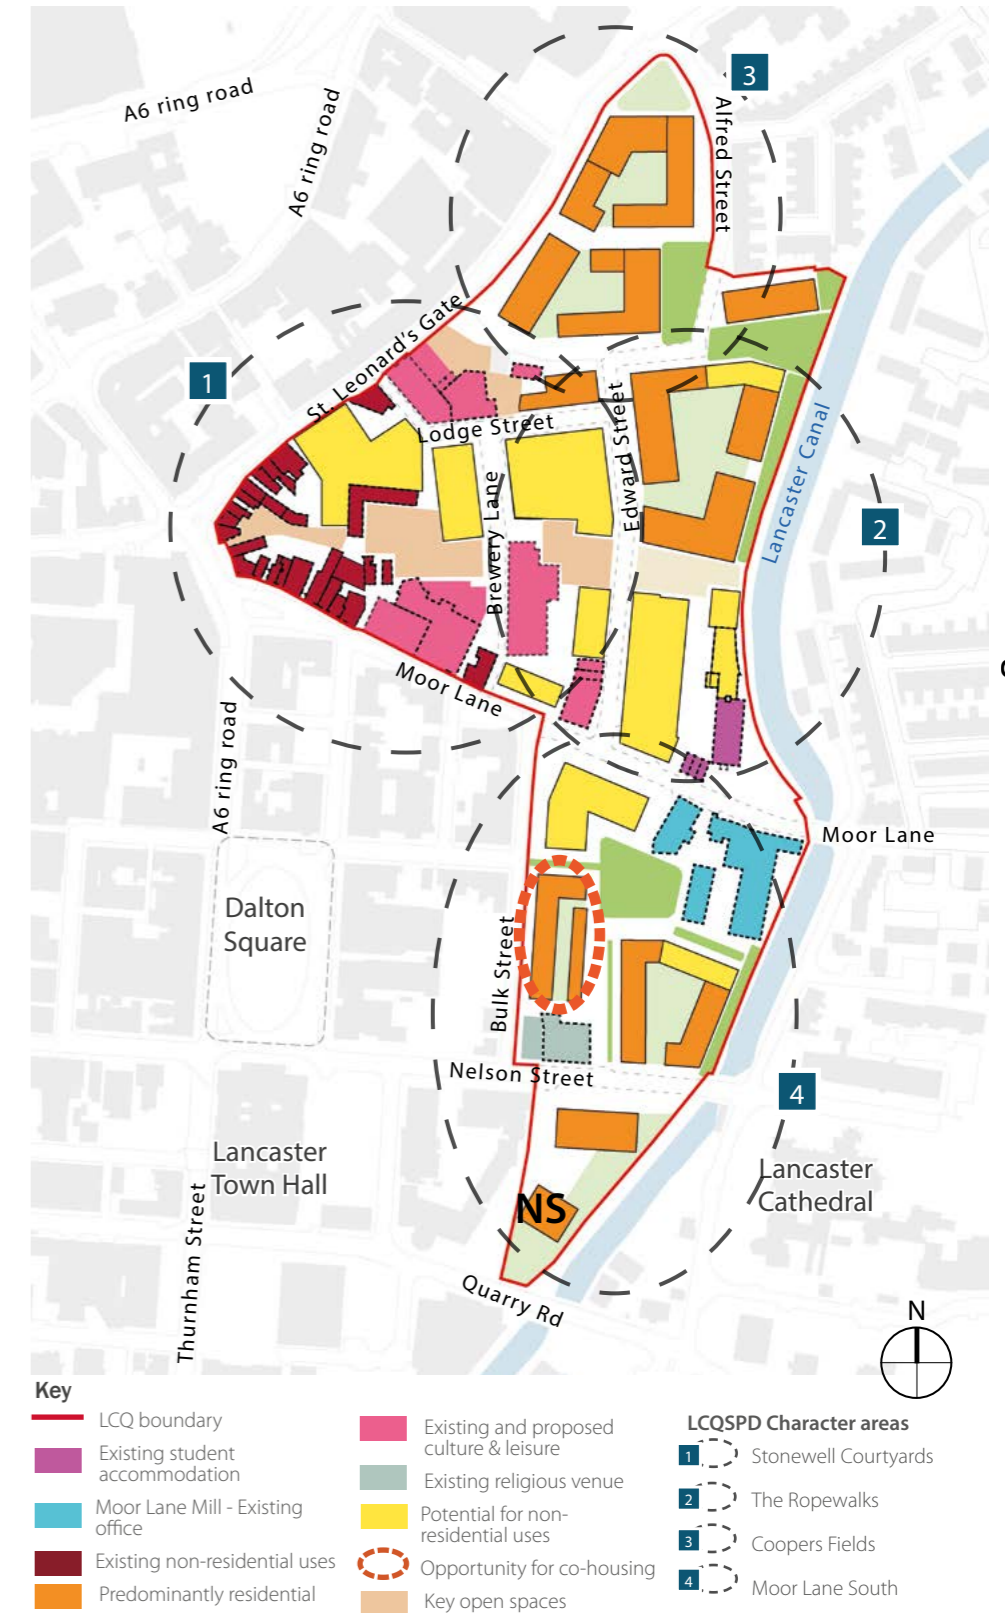 A6 ring road
A6 ring road
3
Alfred Street
St. Leonard's Gate
1
Lodge Street
Edward Street
Brewery Lane
Lancaster Canal
2
Moor Lane
A6 ring road
Moor Lane
Dalton
Square
Bulk Street
Nelson Street
4
Lancaster
Town Hall
Lancaster
Cathedral
NS
Thurnham Street
Quarry Rd
N
Key
LCQ boundary
Existing student
accommodation
Moor Lane Mill - Existing
office
Existing non-residential uses
Predominantly residential
Existing and proposed
culture & leisure
Existing religious venue
Potential for non-
residential uses
Opportunity for co-housing
Key open spaces
LCQSPD Character areas
1 Stonewell Courtyards
2 The Ropewalks
3 Coopers Fields
4 Moor Lane South